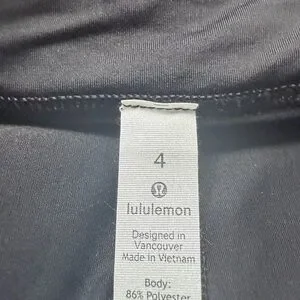 4
lululemon
Designed in
Vancouver
Made in Vietnam
Body:
86% Polyester